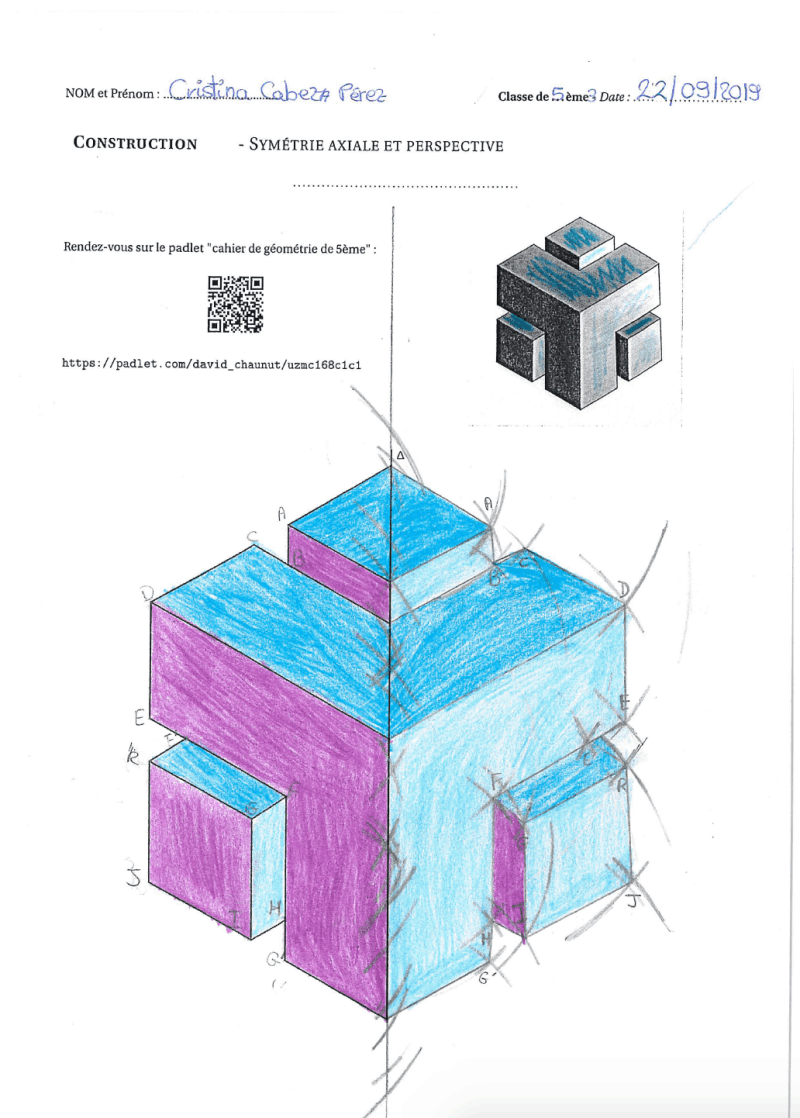 NOM et Prénom : Cristina Cabeza Pérez
Classe de 5ème3 Date : 22/09/2019
CONSTRUCTION - SYMÉTRIE AXIALE ET PERSPECTIVE
Rendez-vous sur le padlet "cahier de géométrie de 5ème" :
https://padlet.com/david_chaunut/uzmc168c1c1
Δ
A
A
C
B
B'
C'
D
D
E
E
R
F
F
R
J
J
I
H
H
G'
G'